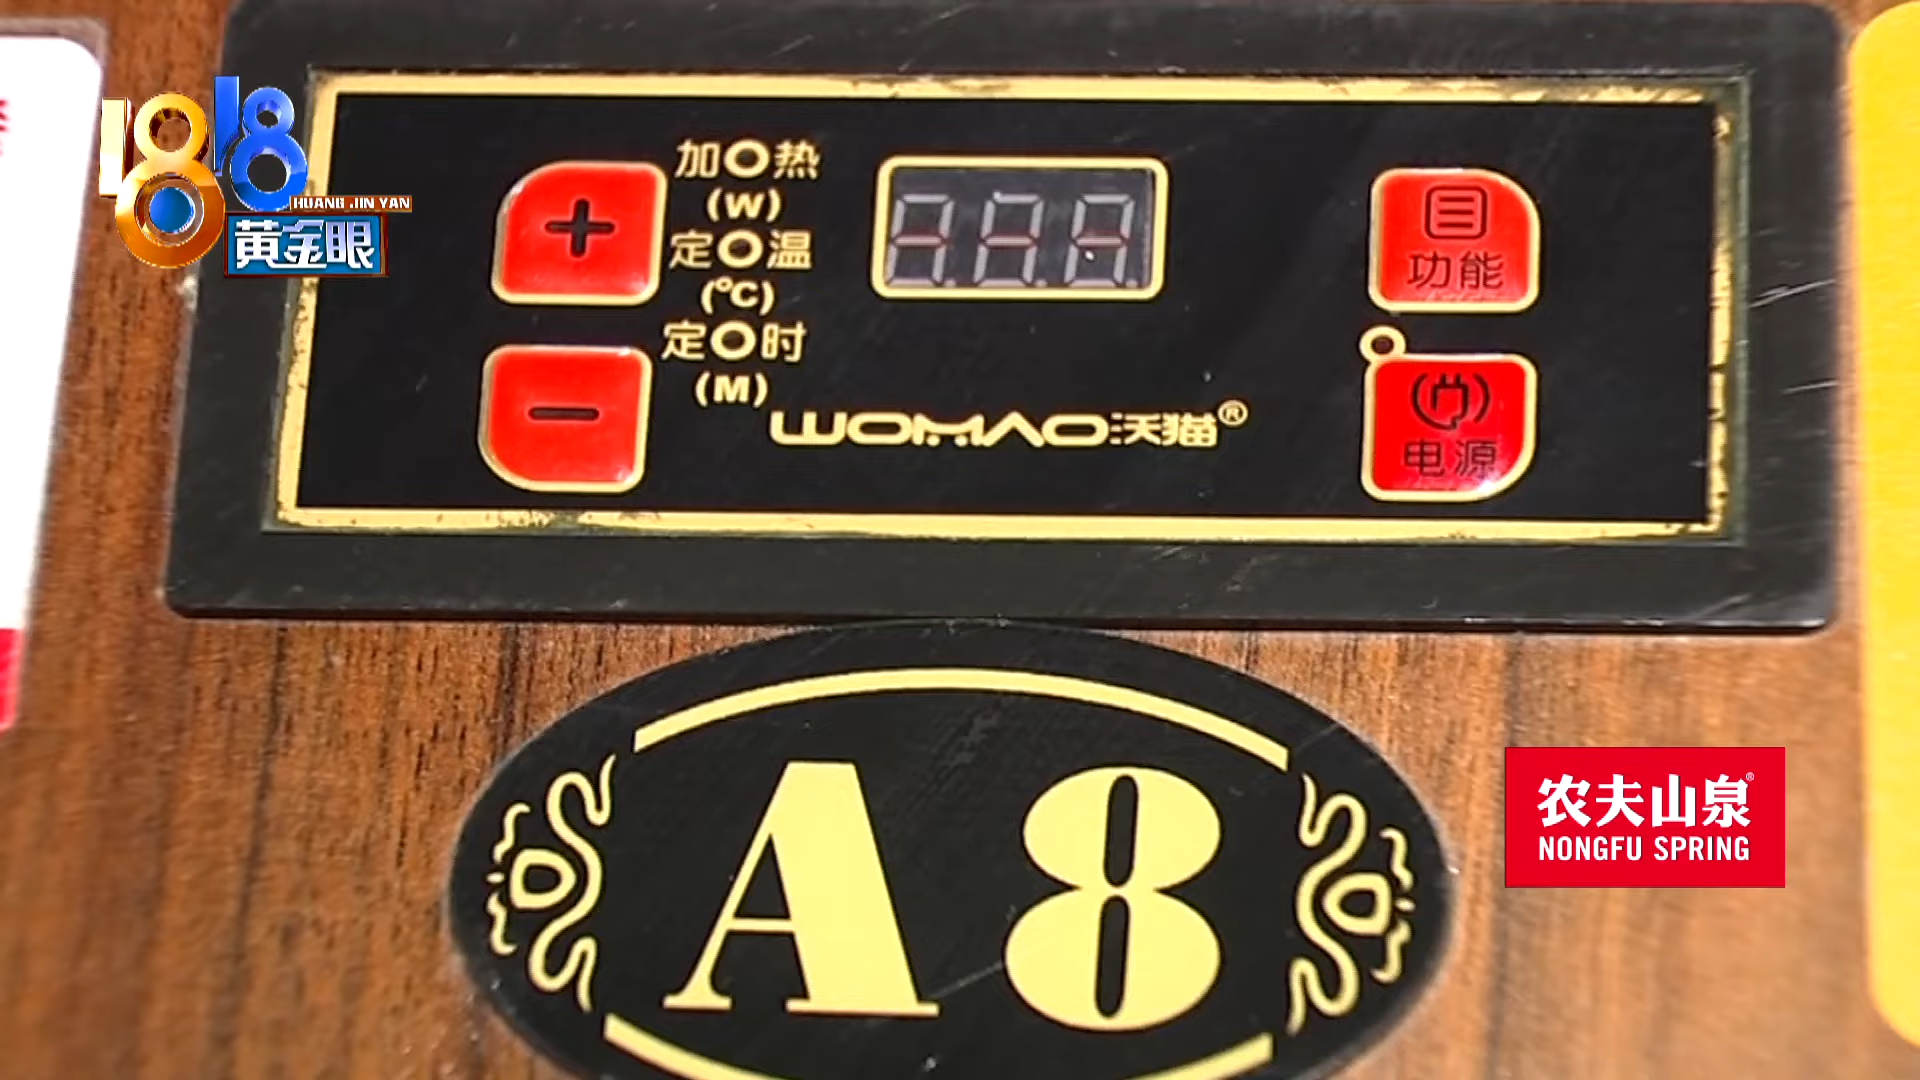 1818
HUANG JIN YAN
黄金眼
加热
(W)
定温
(℃)
定时
(M)
+
−
功能
电源
WOMAO沃猫®
A8
农夫山泉®
NONGFU SPRING